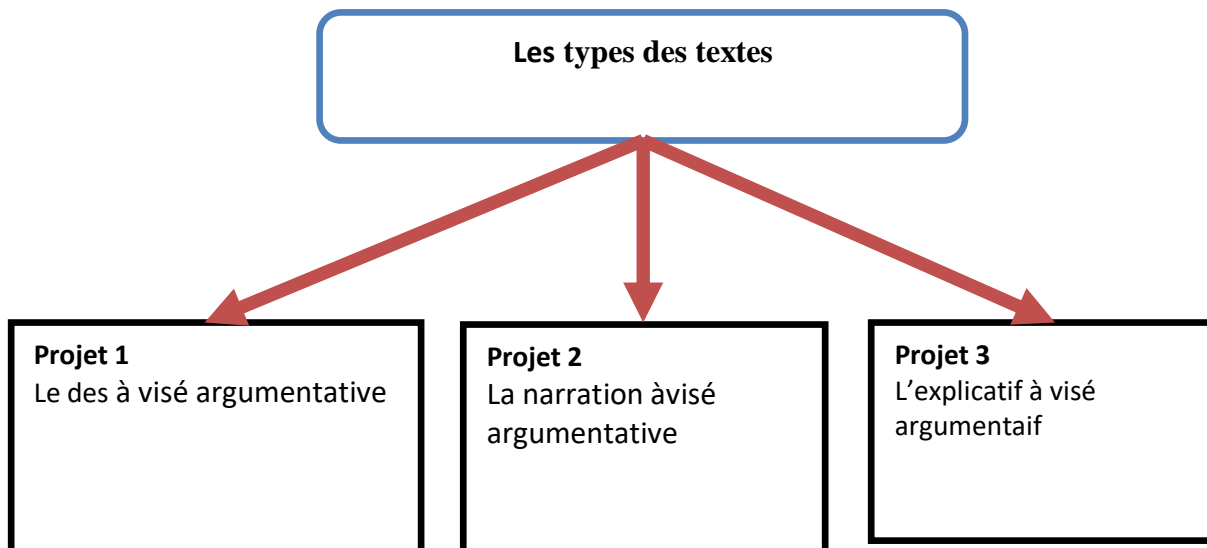 Les types des textes
Projet 1
Le des à visé argumentative
Projet 2
La narration àvisé
argumentative
Projet 3
L’explicatif à visé
argumentaif